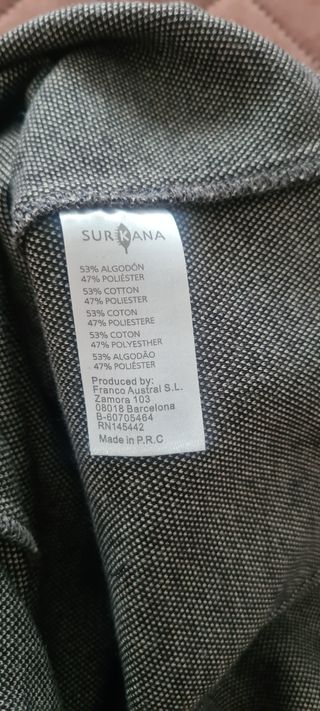 SURKANA
53% ALGODÓN
47% POLIÉSTER
53% COTTON
47% POLYESTER
53% COTON
47% POLIESTERE
53% COTON
47% POLYESTHER
53% ALGODÃO
47% POLIÉSTER
Produced by:
Franco Austral S.L.
Zamora 103
08018 Barcelona
B-60705464
RN145442
Made in P.R.C